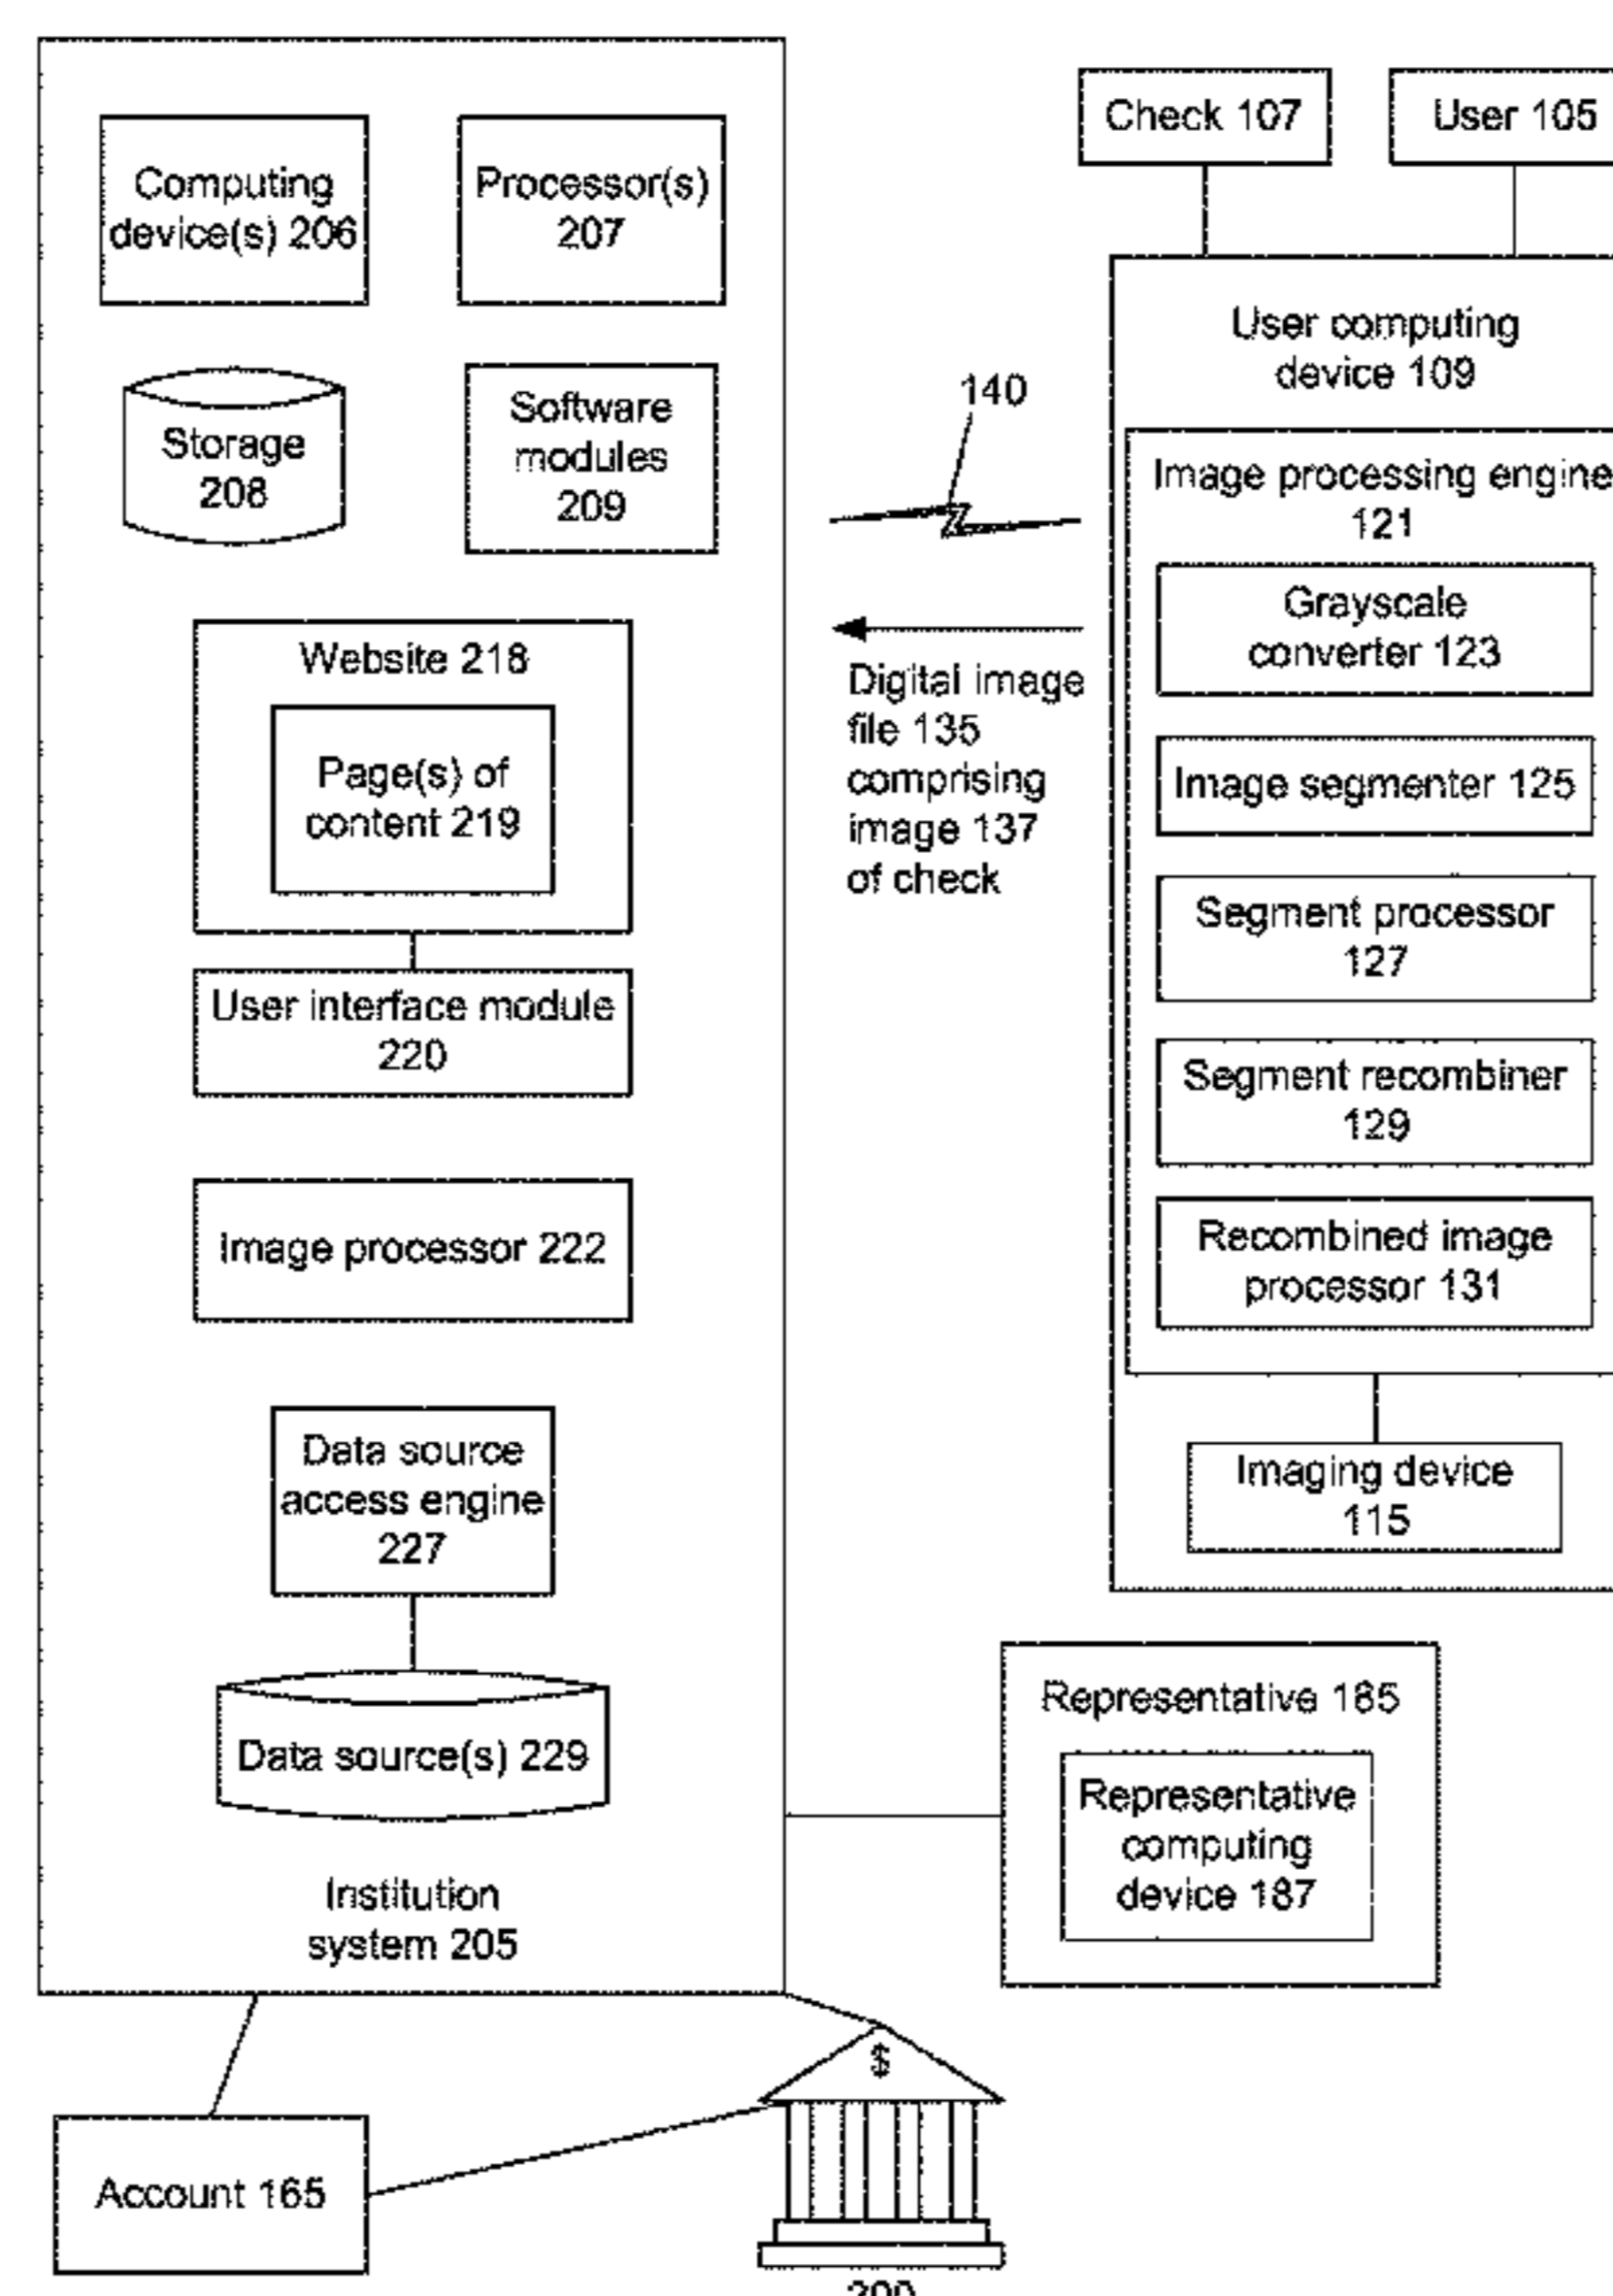 Computing
device(s) 206
Processor(s)
207
Storage
208
Software
modules
209
Website 218
Page(s) of
content 219
User interface module
220
Image processor 222
Data source
access engine
227
Data source(s) 229
Institution
system 205
140
Digital image
file 135
comprising
image 137
of check
Check 107
User 105
User computing
device 109
Image processing engine
121
Grayscale
converter 123
Image segmenter 125
Segment processor
127
Segment recombiner
129
Recombined image
processor 131
Imaging device
115
Representative 185
Representative
computing
device 187
$
Account 165